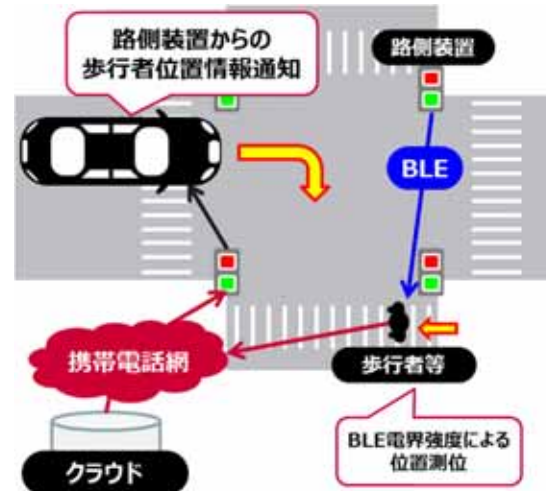 路側装置からの
歩行者位置情報通知
路側装置
BLE
携帯電話網
歩行者等
クラウド
BLE電界強度による
位置測位